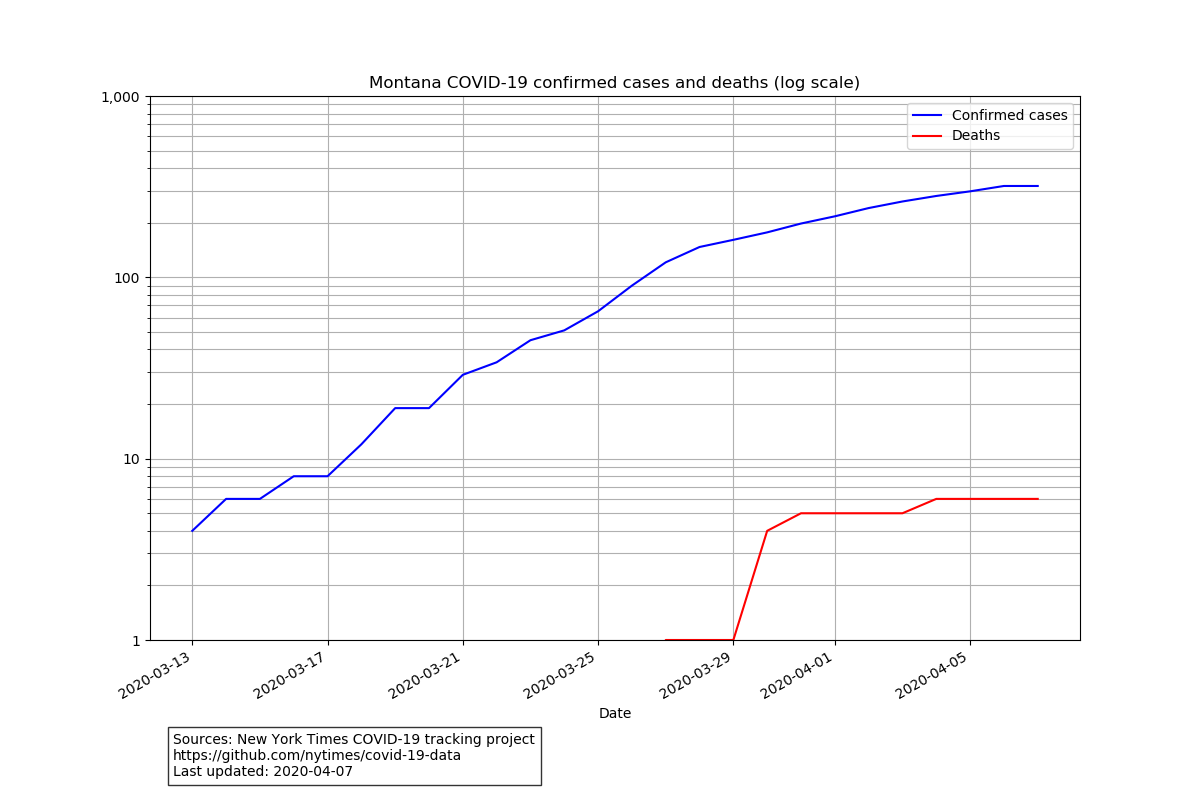 Montana COVID-19 confirmed cases and deaths (log scale)
1,000
100
10
1
Confirmed cases
Deaths
2020-03-13
2020-03-17
2020-03-21
2020-03-25
2020-03-29
2020-04-01
2020-04-05
Date
Sources: New York Times COVID-19 tracking project
https://github.com/nytimes/covid-19-data
Last updated: 2020-04-07